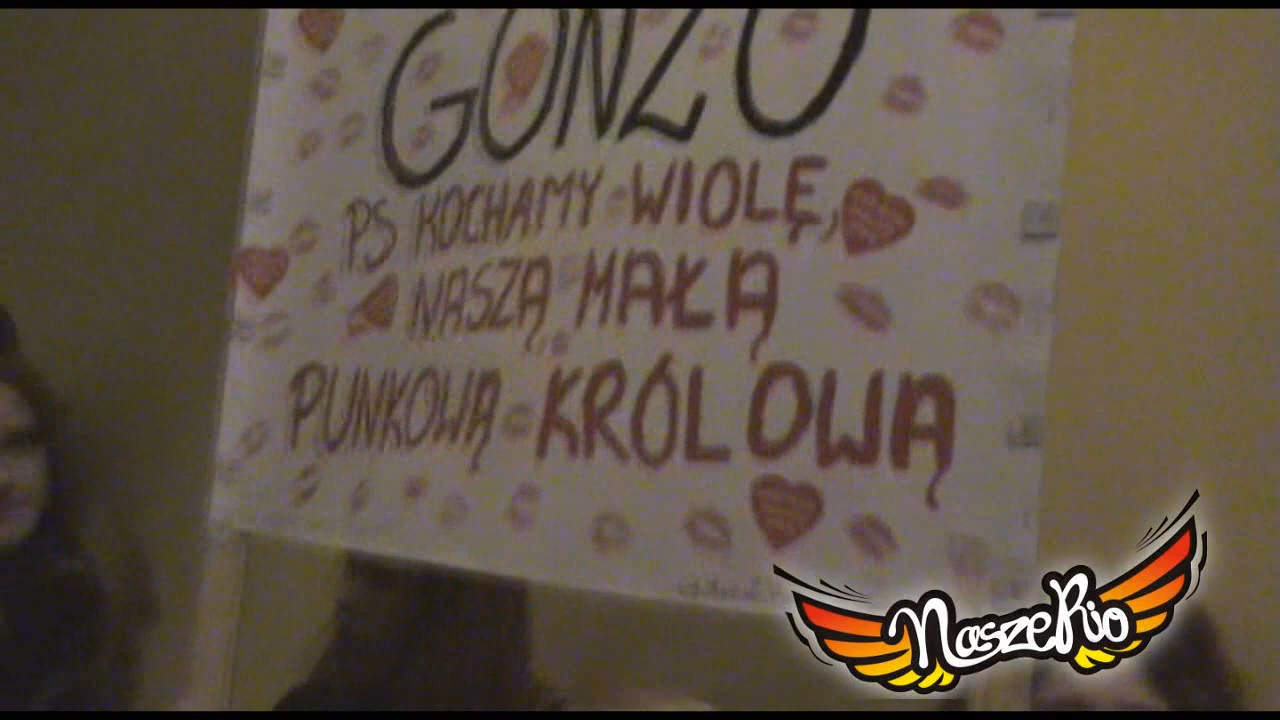 GONZO
PS KOCHAMY WIOLĘ,
NASZĄ MAŁĄ
PUNKOWĄ KRÓLOWĄ
NaszeRio